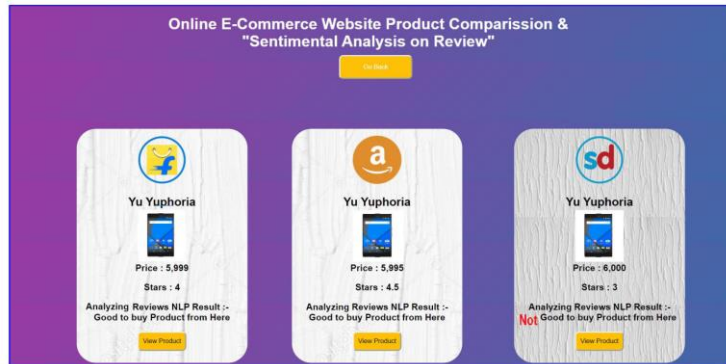 Online E-Commerce Website Product Comparission &
"Sentimental Analysis on Review"
Go Back
Yu Yuphoria
Price : 5,999
Stars : 4
Analyzing Reviews NLP Result :-
Good to buy Product from Here
View Product
a
Yu Yuphoria
Price : 5,995
Stars : 4.5
Analyzing Reviews NLP Result :-
Good to buy Product from Here
View Product
sd
Yu Yuphoria
Price : 6,000
Stars : 3
Analyzing Reviews NLP Result :-
Not Good to buy Product from Here
View Product